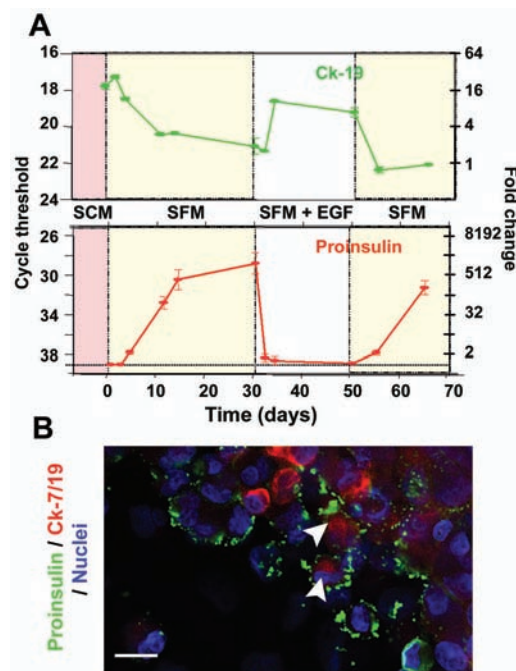 A
Cycle threshold
16
18
20
22
24
Ck-19
64
16
4
1
Fold change
SCM SFM SFM + EGF SFM
Cycle threshold
26
30
34
38
Proinsulin
8192
512
32
2
0 10 20 30 40 50 60 70
Time (days)
B
Proinsulin / Ck-7/19
/ Nuclei